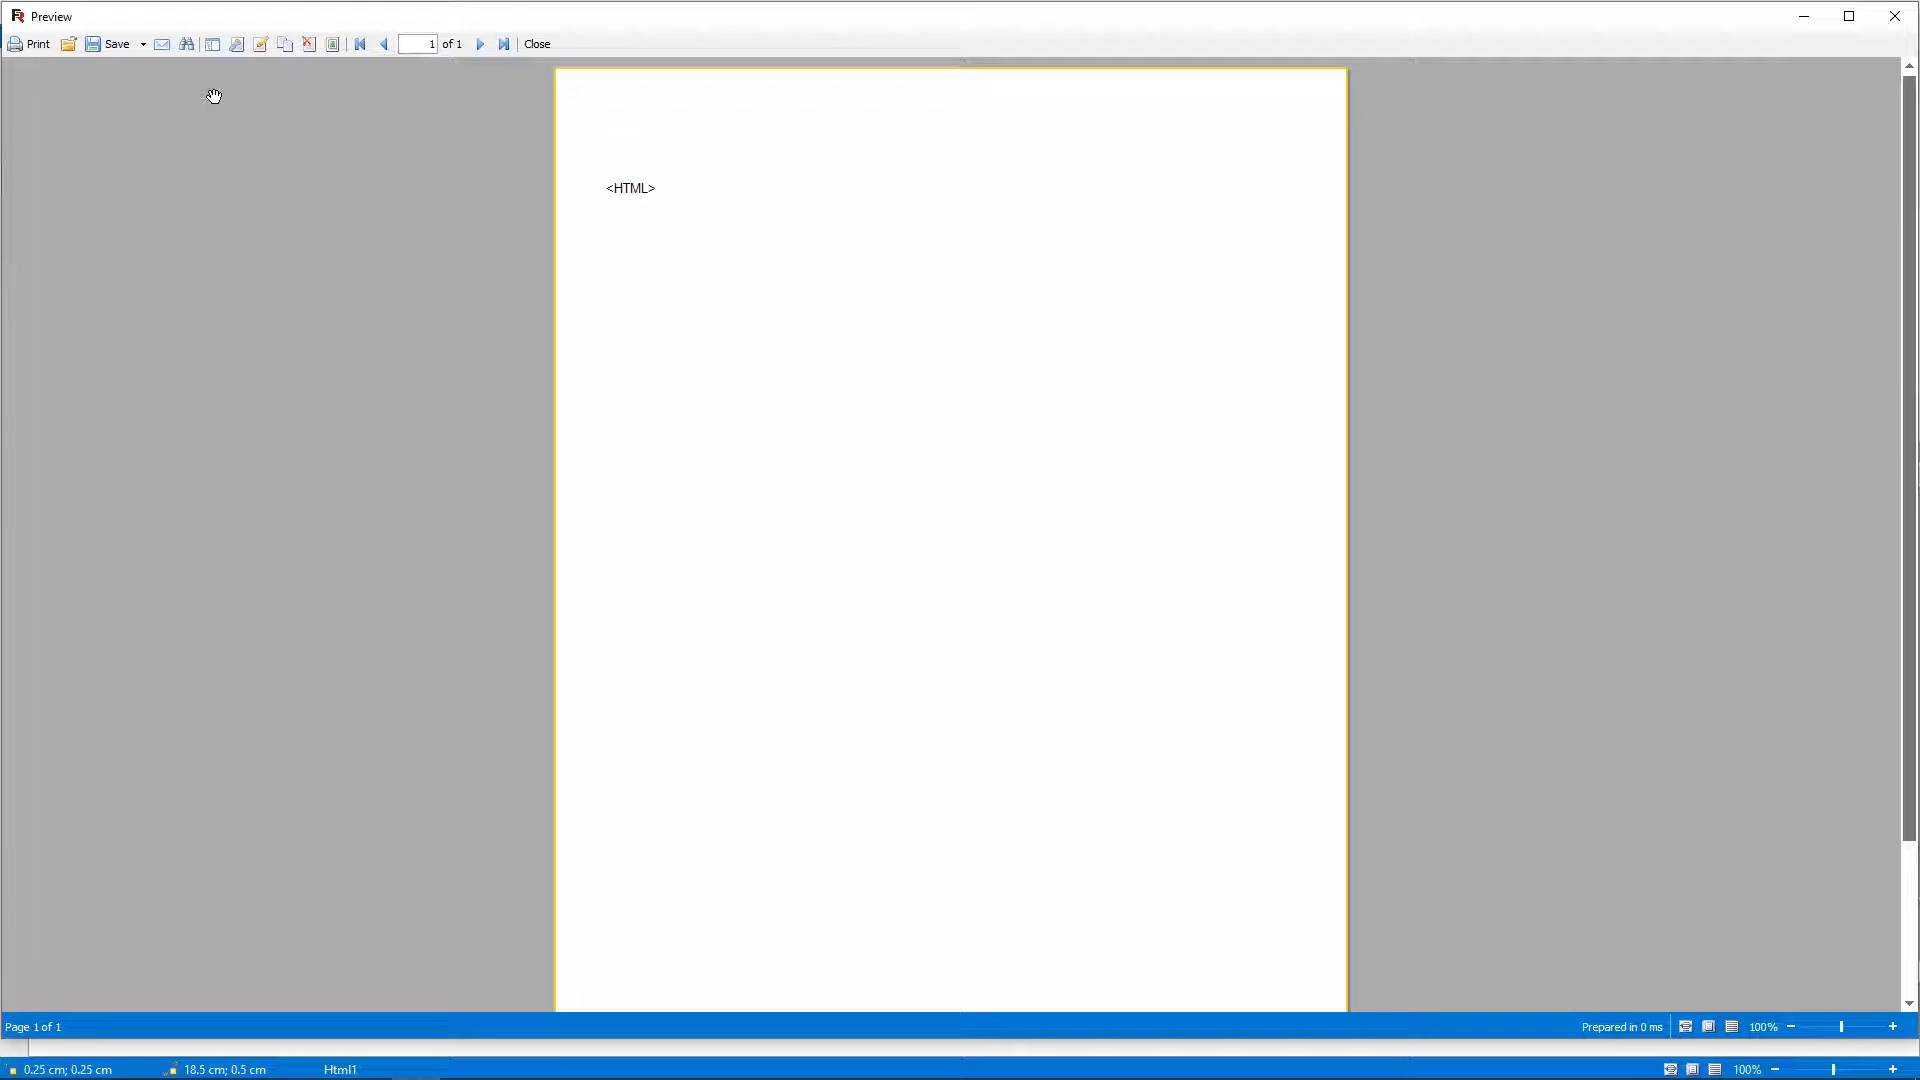 Preview
Print Save 1 of 1 Close
<HTML>
Page 1 of 1 Prepared in 0 ms 100%
0.25 cm; 0.25 cm 18.5 cm; 0.5 cm Html1 100%